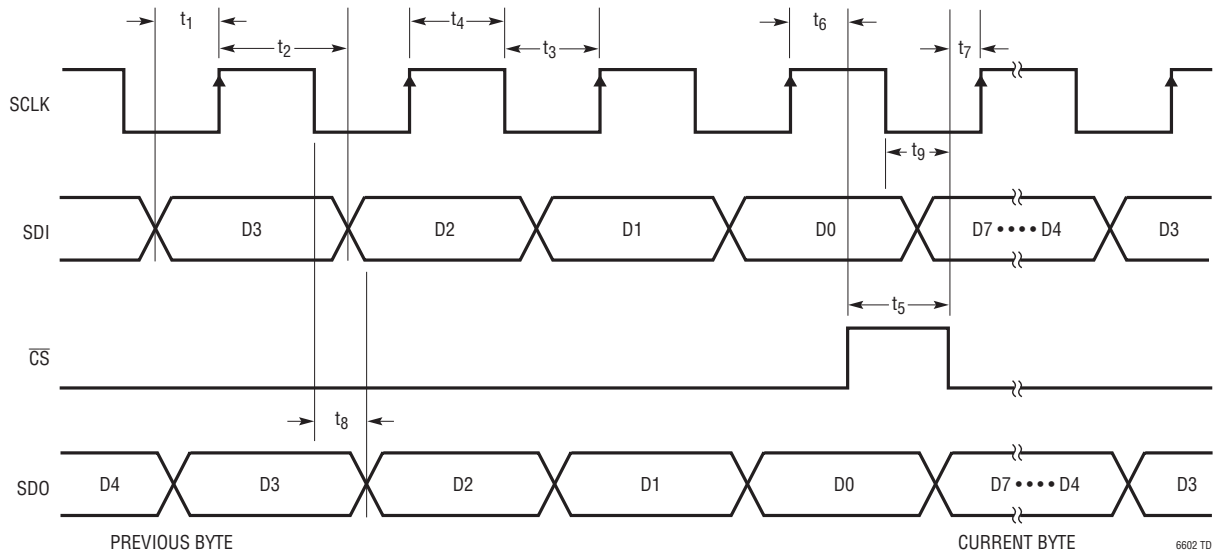 t1 t4 t6
t2 t3 t7
SCLK
t9
SDI D3 D2 D1 D0 D7 •••• D4 D3
t5
CS
t8
SDO D4 D3 D2 D1 D0 D7 •••• D4 D3
PREVIOUS BYTE CURRENT BYTE 6602 TD